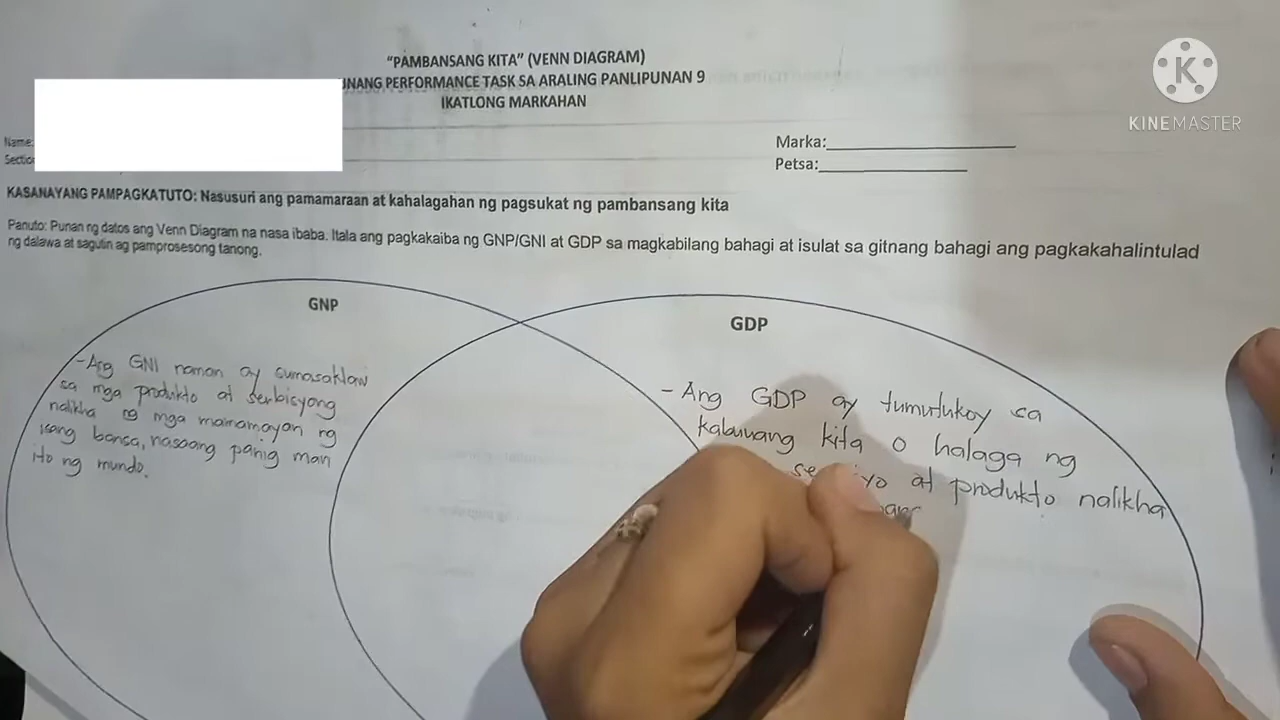 "PAMBANSANG KITA" (VENN DIAGRAM)
PERFORMANCE TASK SA ARALING PANLIPUNAN 9
IKATLONG MARKAHAN
K
KINEMASTER
Name:
Marka:
Petsa:
KASANAYANG PAMPAGKATUTO: Nasusuri ang pamamaraan at kahalagahan ng pagsukat ng pambansang kita
Panuto: Punan ng datos ang Venn Diagram na nasa ibaba. Itala ang pagkakaiba ng GNP/GNI at GDP sa magkabilang bahagi at isulat sa gitnang bahagi ang pagkakahalintulad
ng dalawa at sagutin ag pamprosesong tanong.
GNP
- Ang GNI naman ay sumasaklaw
sa mga produkto at serbisyong
nalikha ng mga mamamayan ng
isang bansa, nasaang panig man
ito ng mundo.
GDP
- Ang GDP ay tumutukoy sa
kabuuang kita o halaga ng
at produkto nalikha